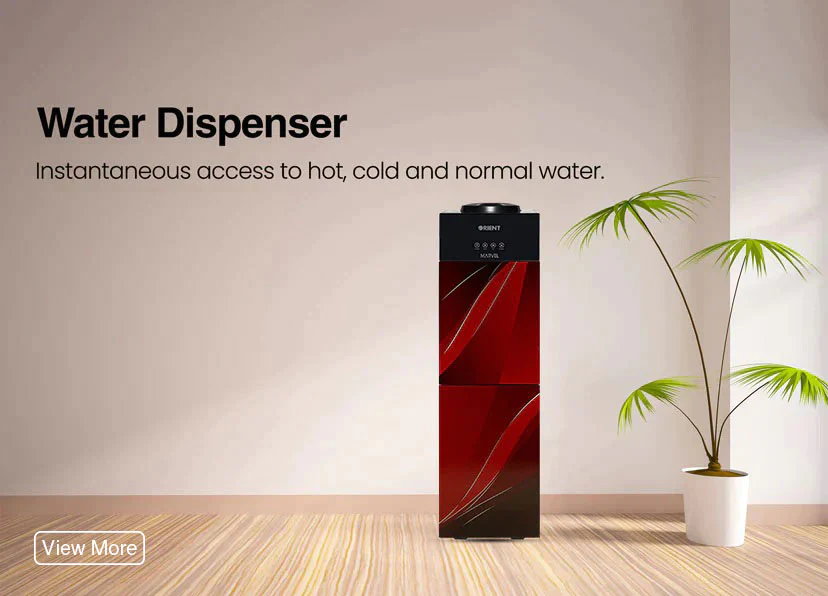 Water Dispenser
Instantaneous access to hot, cold and normal water.
ORIENT
MARVEL
View More